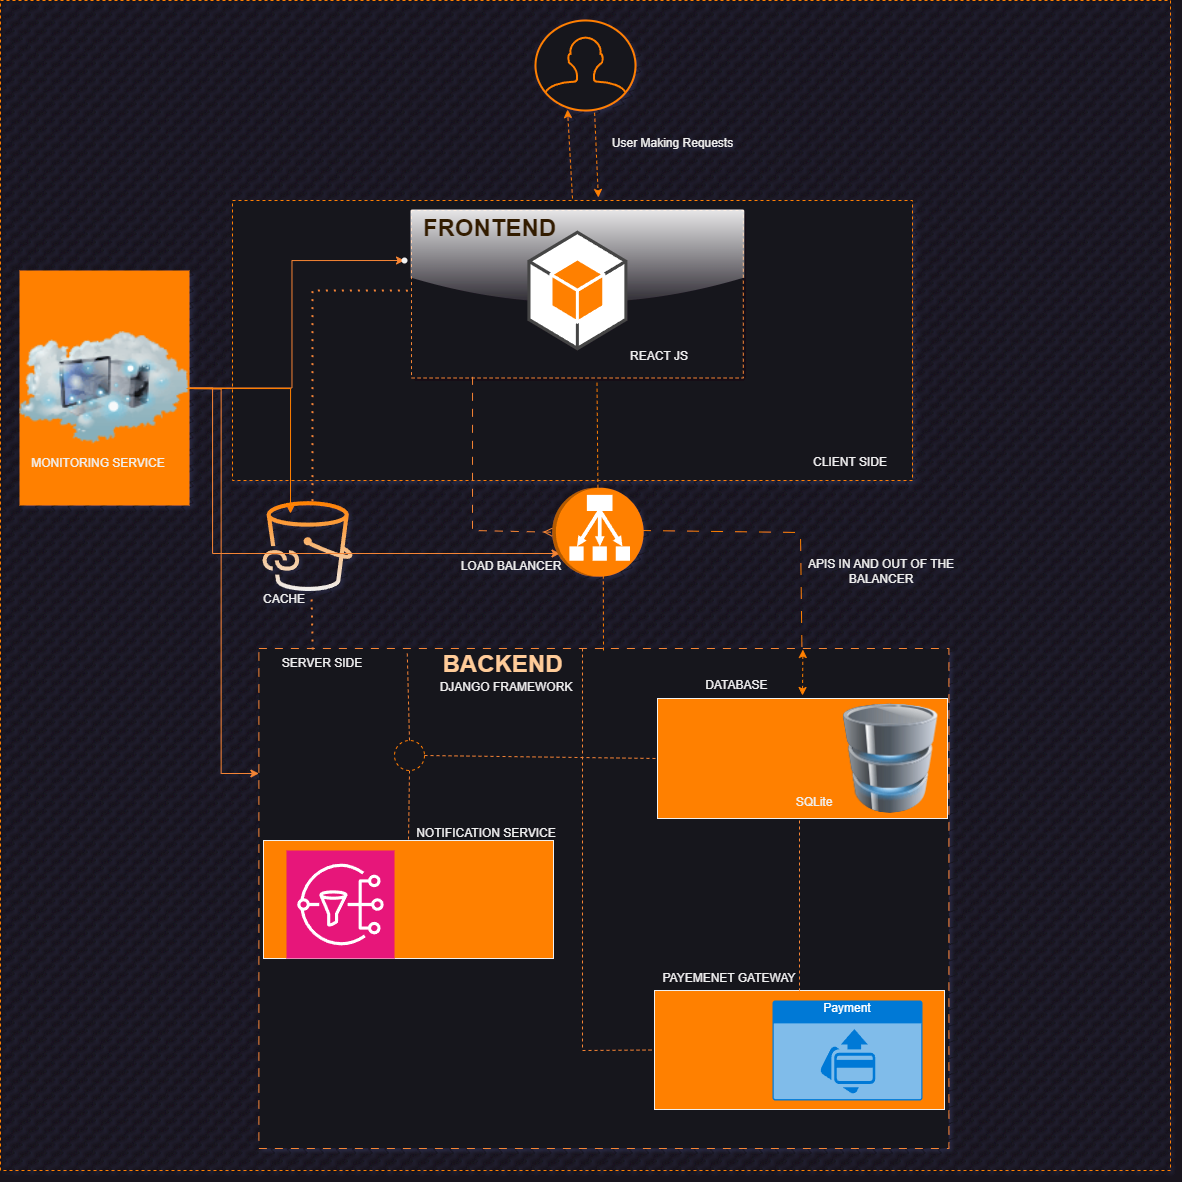 User Making Requests
FRONTEND
REACT JS
MONITORING SERVICE
CLIENT SIDE
LOAD BALANCER
APIS IN AND OUT OF THE
BALANCER
CACHE
SERVER SIDE
BACKEND
DJANGO FRAMEWORK
DATABASE
SQLite
NOTIFICATION SERVICE
PAYEMENET GATEWAY
Payment